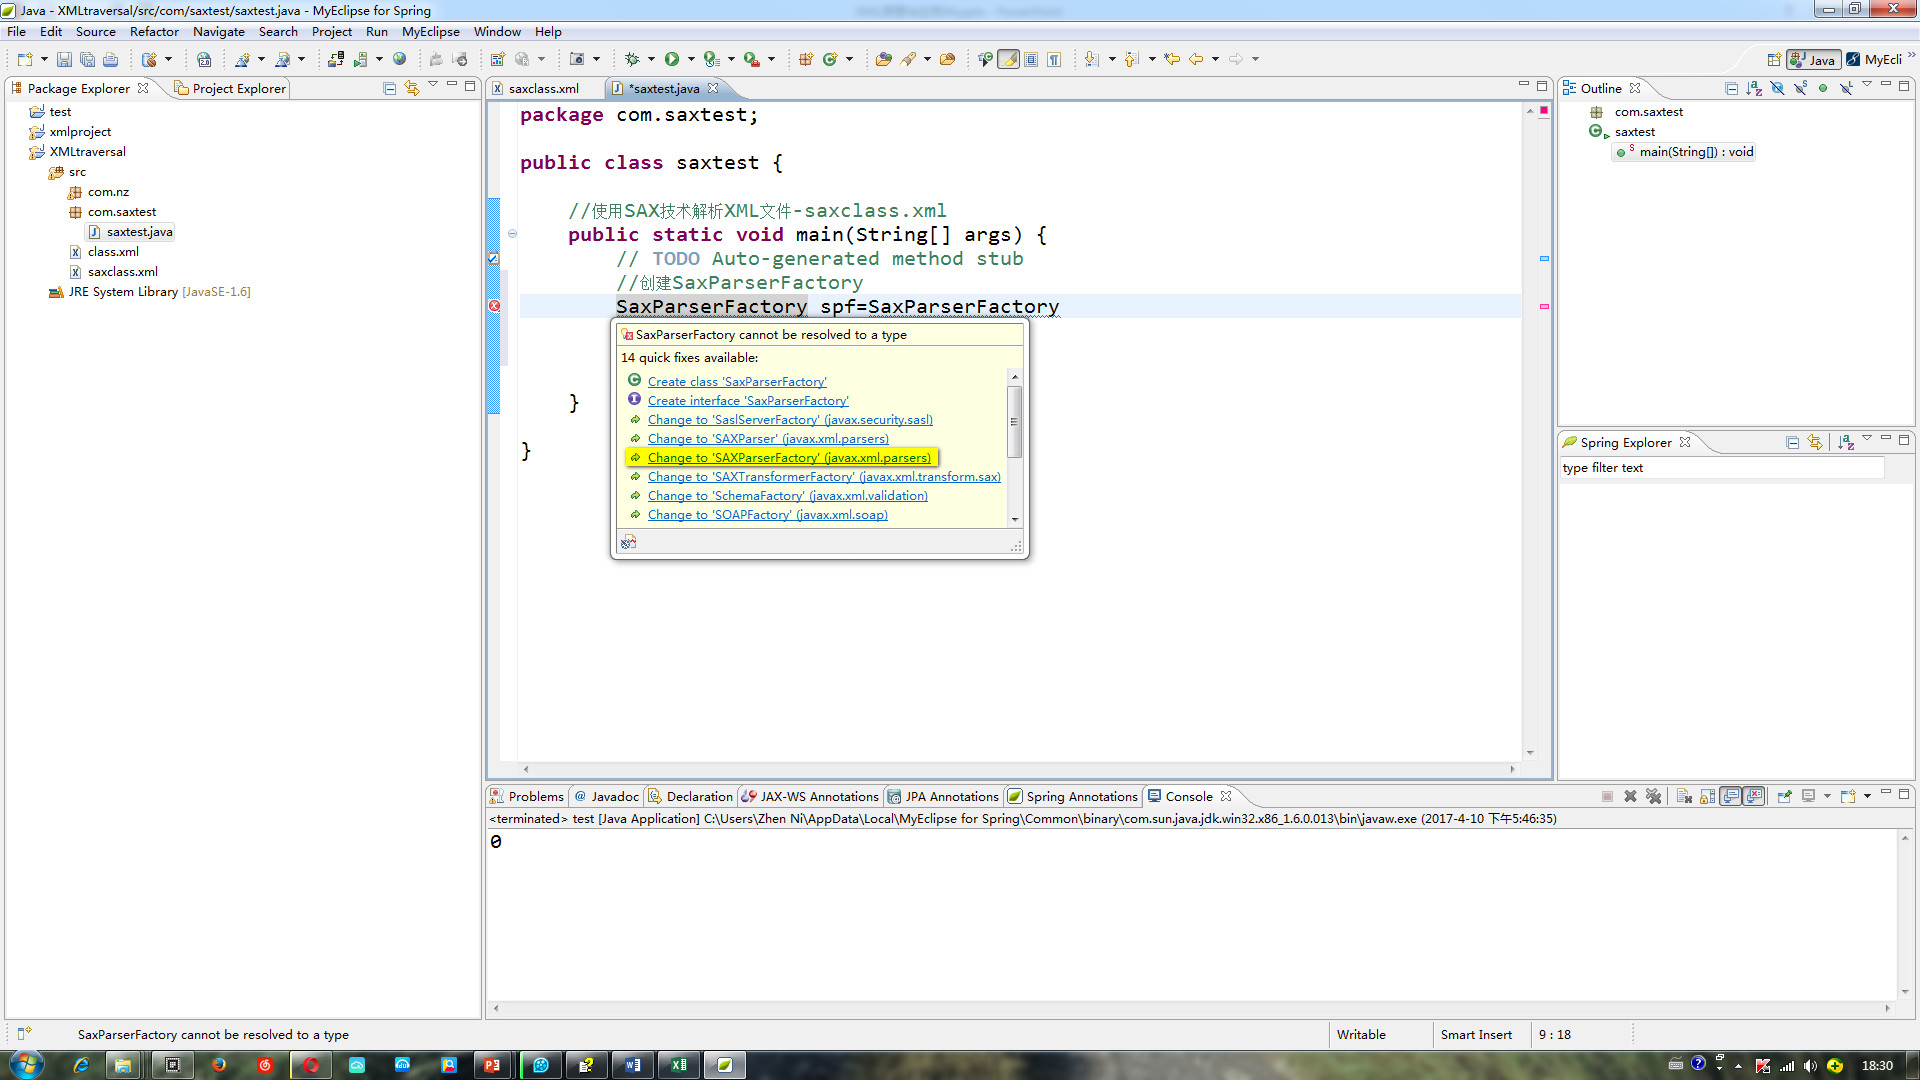 Java - XMLtraversal/src/com/saxtest/saxtest.java - MyEclipse for Spring
File Edit Source Refactor Navigate Search Project Run MyEclipse Window Help
Java
MyEcli
Package Explorer
Project Explorer
test
xmlproject
XMLtraversal
src
com.nz
com.saxtest
saxtest.java
class.xml
saxclass.xml
JRE System Library [JavaSE-1.6]
saxclass.xml
*saxtest.java
package com.saxtest;
public class saxtest {
//使用SAX技术解析XML文件-saxclass.xml
public static void main(String[] args) {
// TODO Auto-generated method stub
//创建SaxParserFactory
SaxParserFactory spf=SaxParserFactory
SaxParserFactory cannot be resolved to a type
14 quick fixes available:
Create class 'SaxParserFactory'
Create interface 'SaxParserFactory'
Change to 'SaslServerFactory' (javax.security.sasl)
Change to 'SAXParser' (javax.xml.parsers)
Change to 'SAXParserFactory' (javax.xml.parsers)
Change to 'SAXTransformerFactory' (javax.xml.transform.sax)
Change to 'SchemaFactory' (javax.xml.validation)
Change to 'SOAPFactory' (javax.xml.soap)
}
}
Outline
com.saxtest
saxtest
main(String[]) : void
Spring Explorer
type filter text
Problems
Javadoc
Declaration
JAX-WS Annotations
JPA Annotations
Spring Annotations
Console
<terminated> test [Java Application] C:\Users\Zhen Ni\AppData\Local\MyEclipse for Spring\Common\binary\com.sun.java.jdk.win32.x86_1.6.0.013\bin\javaw.exe (2017-4-10 下午5:46:35)
0
SaxParserFactory cannot be resolved to a type
Writable
Smart Insert
9 : 18
18:30